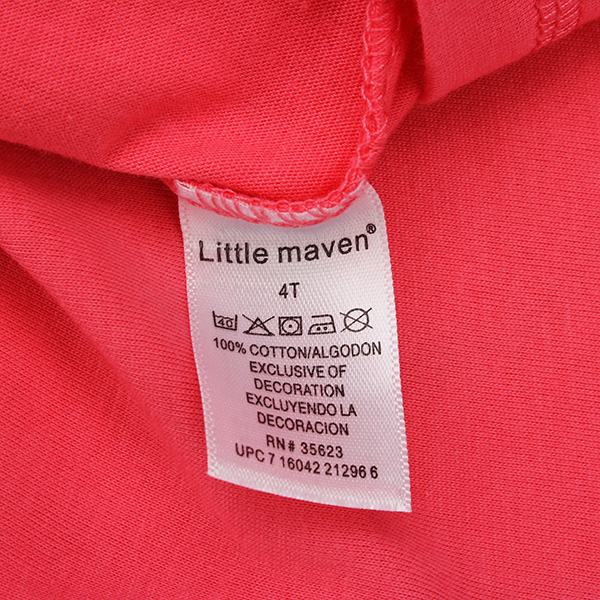 Little maven®
4T
40
100% COTTON/ALGODON
EXCLUSIVE OF
DECORATION
EXCLUYENDO LA
DECORACION
RN# 35623
UPC 7 16042 21296 6